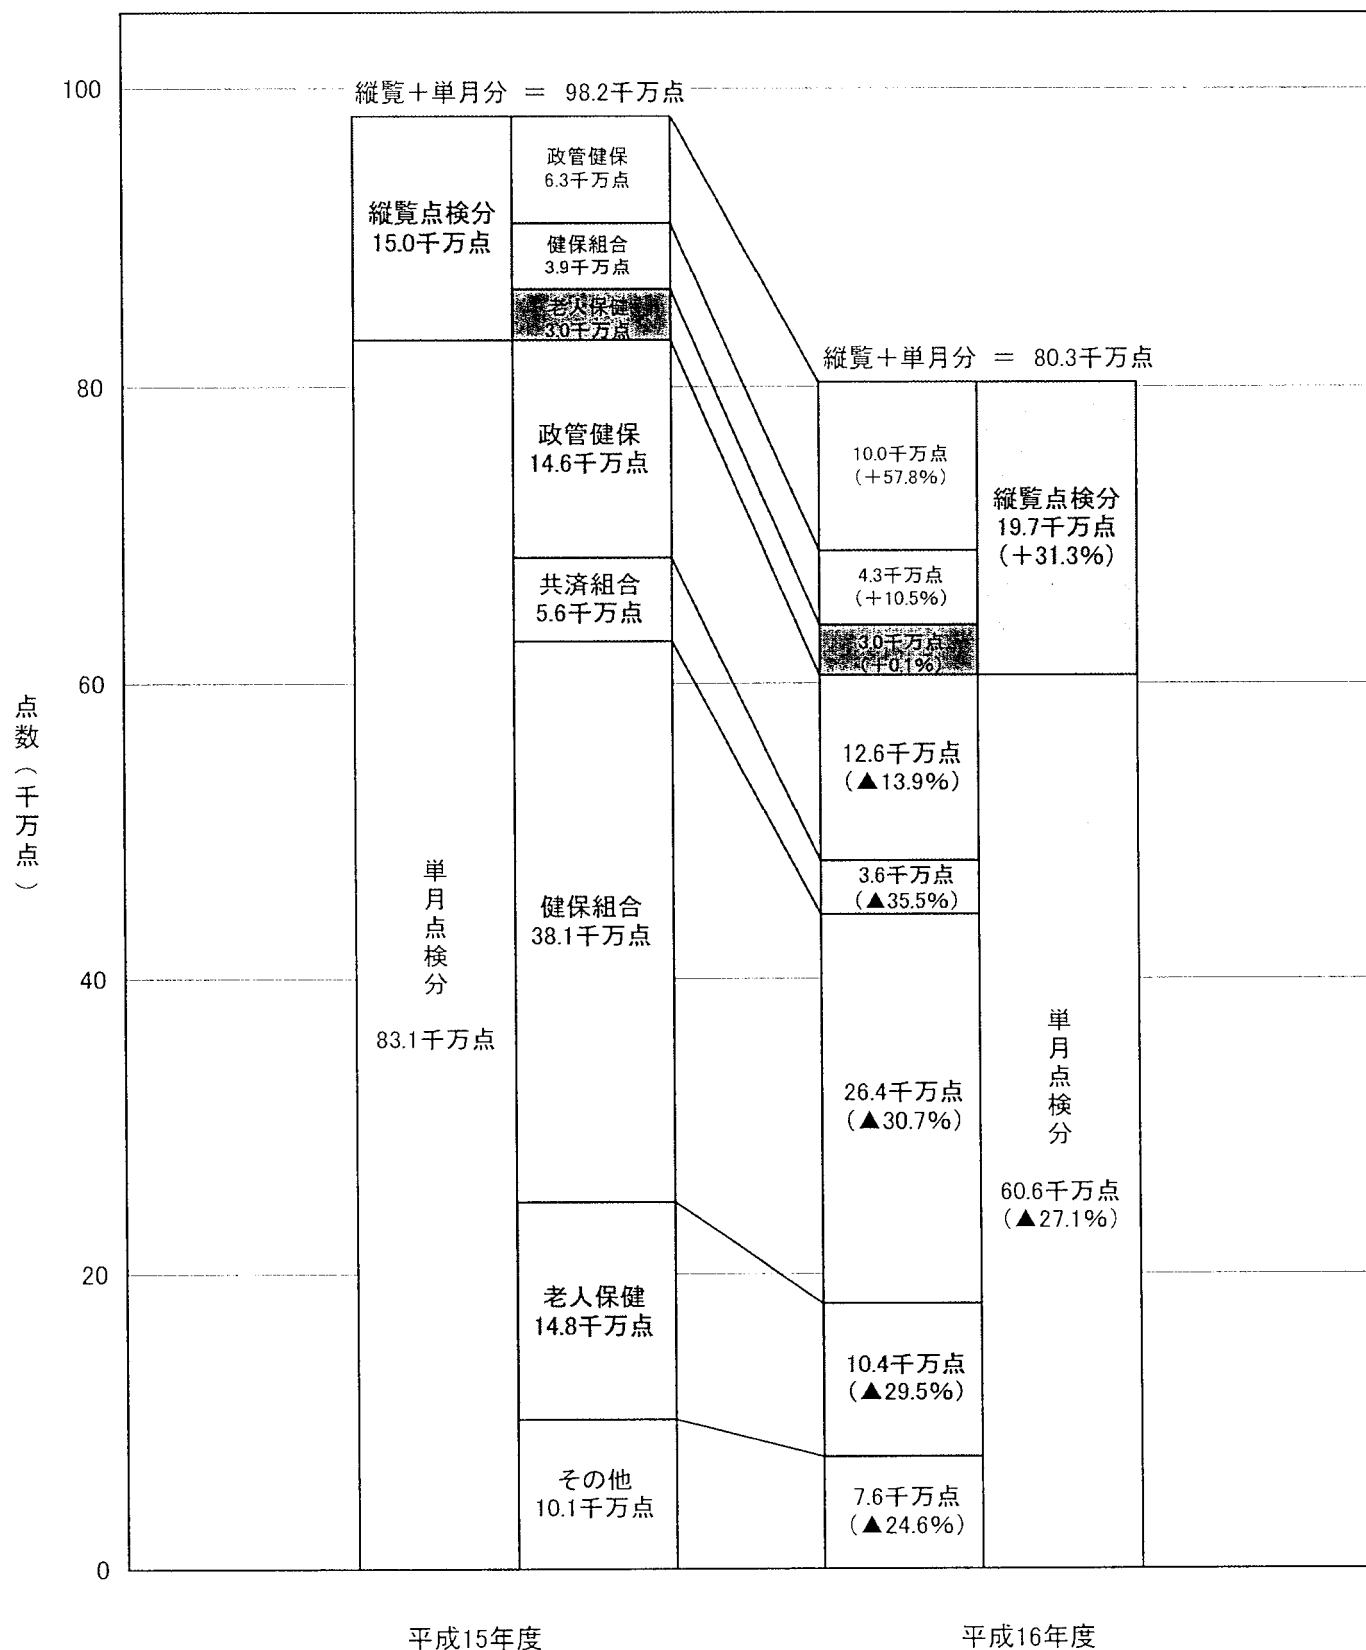 縦覧+単月分 = 98.2千万点
縦覧点検分
15.0千万点
政管健保
6.3千万点
健保組合
3.9千万点
老人保健
3.0千万点
政管健保
14.6千万点
共済組合
5.6千万点
健保組合
38.1千万点
老人保健
14.8千万点
その他
10.1千万点
単月点検分
83.1千万点
縦覧+単月分 = 80.3千万点
10.0千万点
(+57.8%)
4.3千万点
(+10.5%)
3.0千万点
(+0.1%)
12.6千万点
(▲13.9%)
3.6千万点
(▲35.5%)
26.4千万点
(▲30.7%)
10.4千万点
(▲29.5%)
7.6千万点
(▲24.6%)
縦覧点検分
19.7千万点
(+31.3%)
単月点検分
60.6千万点
(▲27.1%)
点数(千万点)
100
80
60
40
20
0
平成15年度
平成16年度